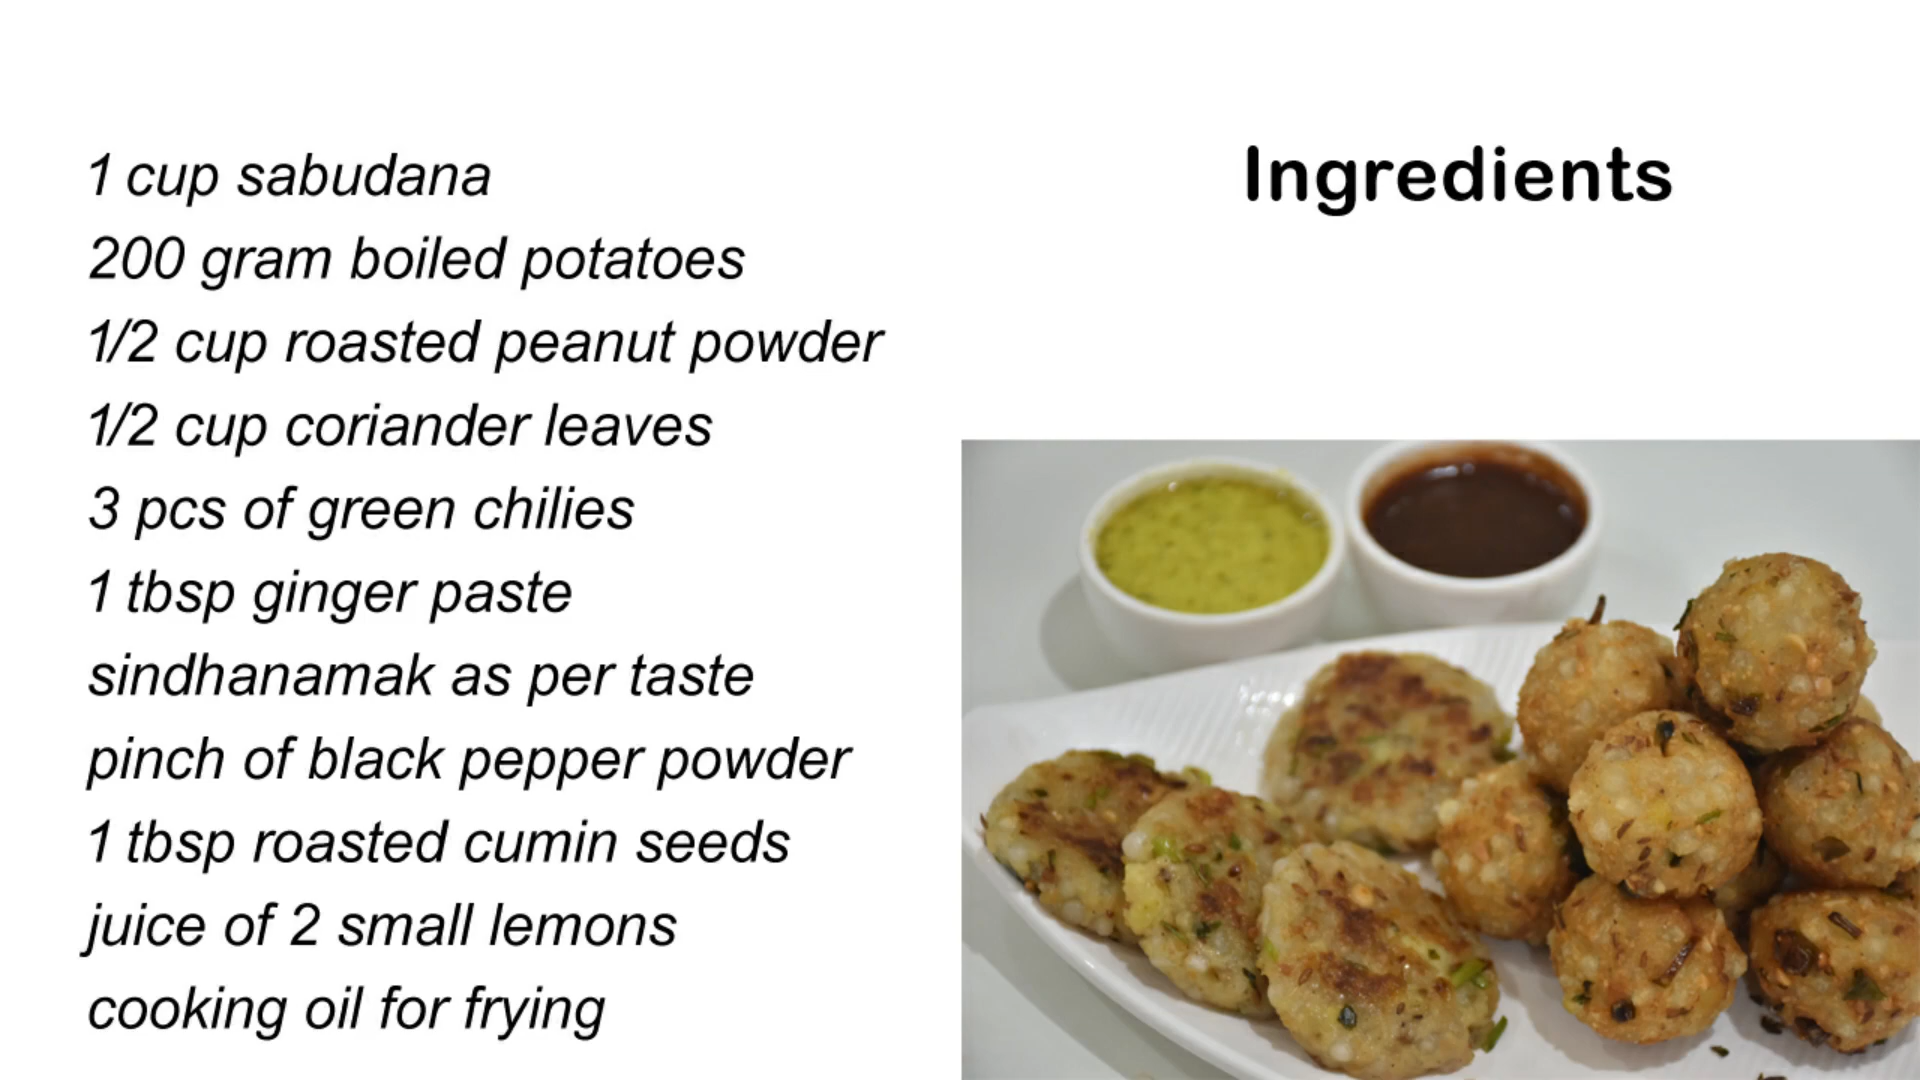 Ingredients
1 cup sabudana
200 gram boiled potatoes
1/2 cup roasted peanut powder
1/2 cup coriander leaves
3 pcs of green chilies
1 tbsp ginger paste
sindhanamak as per taste
pinch of black pepper powder
1 tbsp roasted cumin seeds
juice of 2 small lemons
cooking oil for frying